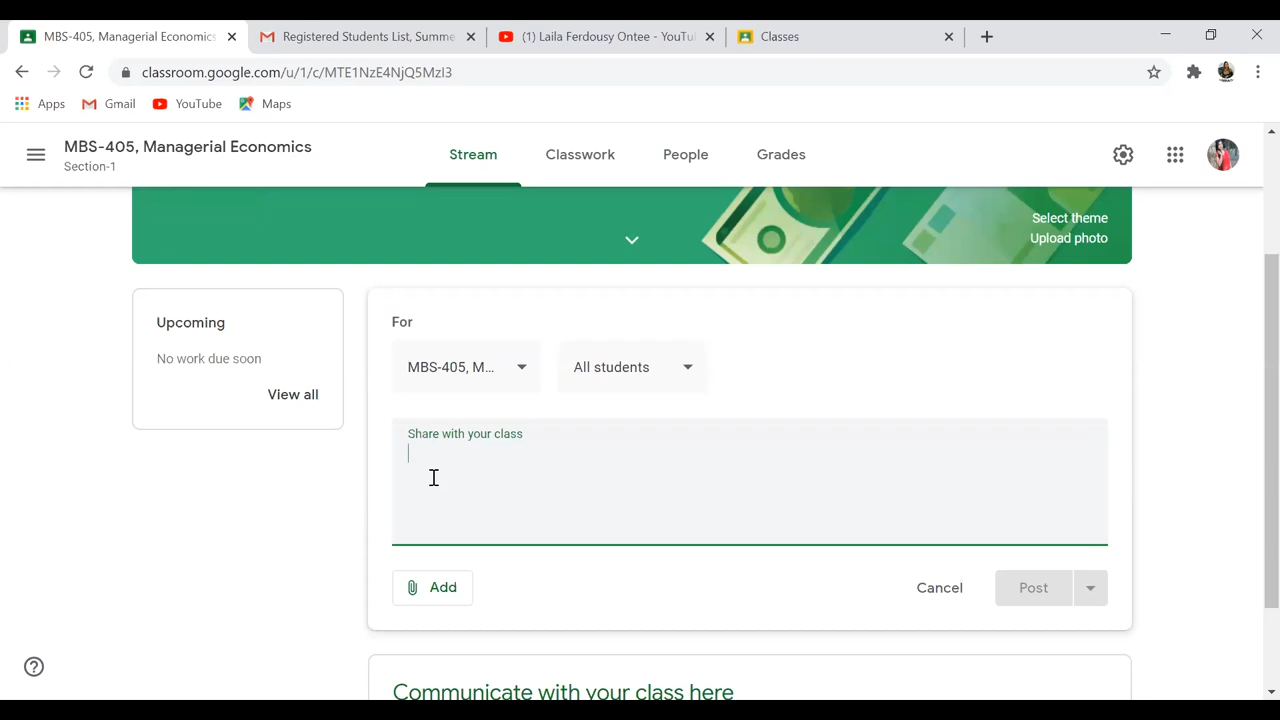 MBS-405, Managerial Economics
Registered Students List, Summe
(1) Laila Ferdousy Ontee - YouTu
Classes
classroom.google.com/u/1/c/MTE1NzE4NjQ5MzI3
Apps
Gmail
YouTube
Maps
MBS-405, Managerial Economics
Section-1
Stream
Classwork
People
Grades
Select theme
Upload photo
Upcoming
No work due soon
View all
For
MBS-405, M...
All students
Share with your class
Add
Cancel
Post
Communicate with your class here